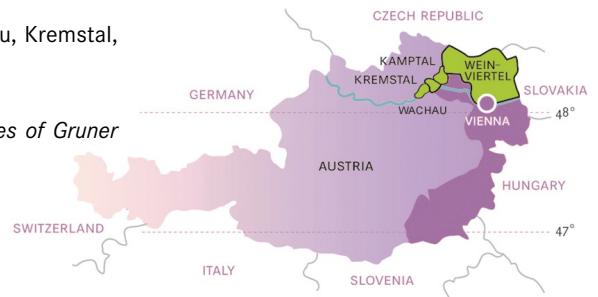 u, Kremstal,
es of Gruner
CZECH REPUBLIC
KAMPTAL
WEIN-
VIERTEL
KREMSTAL
GERMANY
SLOVAKIA
WACHAU
VIENNA
48°
AUSTRIA
HUNGARY
SWITZERLAND
47°
ITALY
SLOVENIA